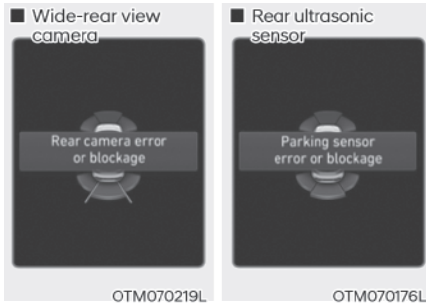 ■ Wide-rear view
camera
Rear camera error
or blockage
OTM070219L
■ Rear ultrasonic
sensor
Parking sensor
error or blockage
OTM070176L